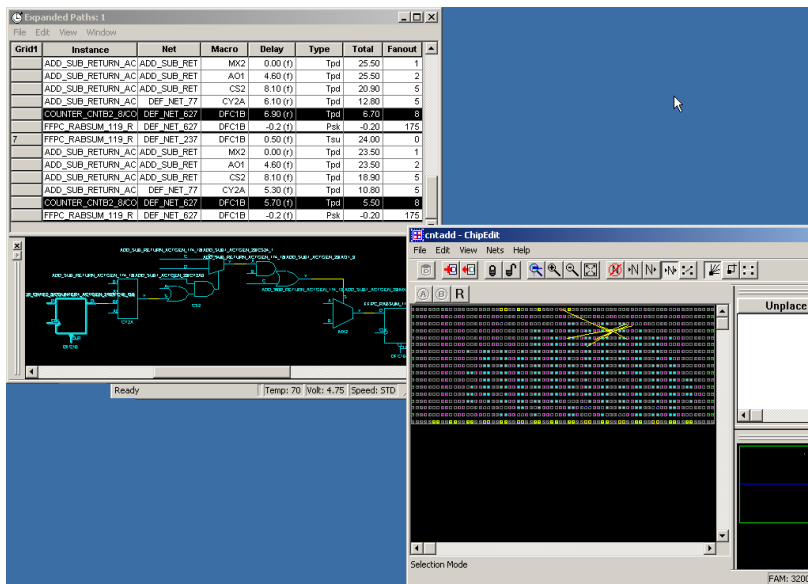 Expanded Paths: 1
File Edit View Window
Grid1 Instance Net Macro Delay Type Total Fanout
ADD_SUB_RETURN_AC ADD_SUB_RET MX2 0.00 (r) Tpd 25.50 1
ADD_SUB_RETURN_AC ADD_SUB_RET AO1 4.60 (f) Tpd 25.50 2
ADD_SUB_RETURN_AC ADD_SUB_RET CS2 8.10 (f) Tpd 20.90 5
ADD_SUB_RETURN_AC DEF_NET_77 CY2A 6.10 (r) Tpd 12.80 5
COUNTER_CNTB2_8/CO DEF_NET_627 DFC1B 6.90 (r) Tpd 6.70 8
FFPC_RABSUM_119_R DEF_NET_627 DFC1B -0.2 (r) Psk -0.20 175
7 FFPC_RABSUM_119_R DEF_NET_237 DFC1B 0.50 (r) Tsu 24.00 0
ADD_SUB_RETURN_AC ADD_SUB_RET MX2 0.00 (r) Tpd 23.50 1
ADD_SUB_RETURN_AC ADD_SUB_RET AO1 4.60 (f) Tpd 23.50 2
ADD_SUB_RETURN_AC ADD_SUB_RET CS2 8.10 (f) Tpd 18.90 5
ADD_SUB_RETURN_AC DEF_NET_77 CY2A 5.30 (f) Tpd 10.80 5
COUNTER_CNTB2_8/CO DEF_NET_627 DFC1B 5.70 (f) Tpd 5.50 8
FFPC_RABSUM_119_R DEF_NET_627 DFC1B -0.2 (f) Psk -0.20 175
CY2A
CS2
Ready Temp: 70 Volt: 4.75 Speed: STD
cntadd - ChipEdit
File Edit View Nets Help
A B R
Unplace
Selection Mode
FAM: 3200